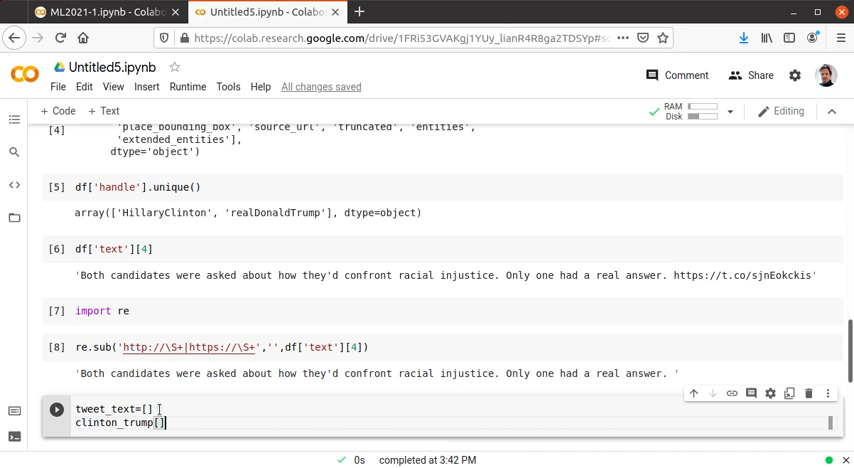 ML2021-1.ipynb - Colabo
Untitled5.ipynb - Colabo
https://colab.research.google.com/drive/1FRi53GVAKgj1YUy_lianR4R8ga2TDSYp#sc
Untitled5.ipynb
Comment
Share
File Edit View Insert Runtime Tools Help All changes saved
+ Code + Text
RAM
Disk
Editing
[4] 'place_bounding_box', 'source_url', 'truncated', 'entities',
'extended_entities'],
dtype='object')
[5] df['handle'].unique()
array(['HillaryClinton', 'realDonaldTrump'], dtype=object)
[6] df['text'][4]
'Both candidates were asked about how they'd confront racial injustice. Only one had a real answer. https://t.co/sjnEokckis'
[7] import re
[8] re.sub('http://\S+|https://\S+','',df['text'][4])
'Both candidates were asked about how they'd confront racial injustice. Only one had a real answer. '
tweet_text=[]
clinton_trump[]
0s completed at 3:42 PM